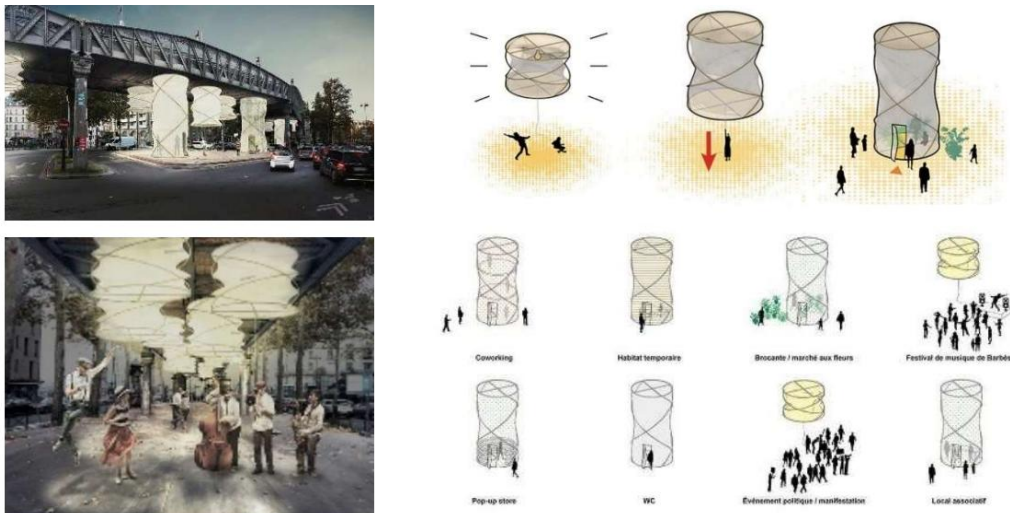 Coworking
Habitat temporaire
Brocante / marché aux fleurs
Festival de musique de Barbès
Pop-up store
WC
Événement politique / manifestation
Local associatif